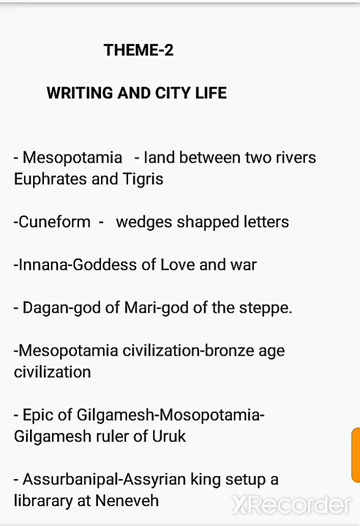 THEME-2
WRITING AND CITY LIFE
- Mesopotamia - land between two rivers
Euphrates and Tigris
-Cuneform - wedges shapped letters
-Innana-Goddess of Love and war
- Dagan-god of Mari-god of the steppe.
-Mesopotamia civilization-bronze age
civilization
- Epic of Gilgamesh-Mosopotamia-
Gilgamesh ruler of Uruk
- Assurbanipal-Assyrian king setup a
librarary at Neneveh
XRecorder